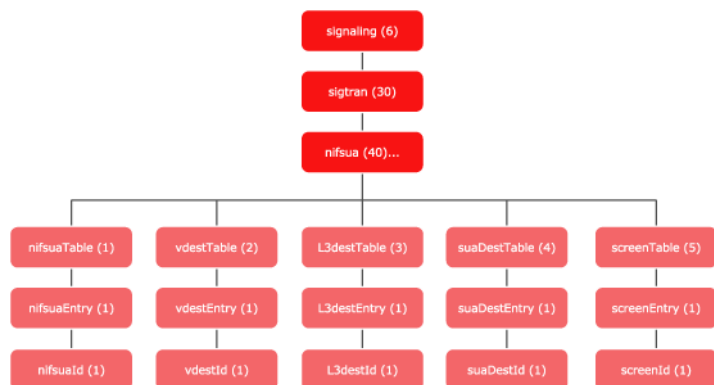 signaling (6)
sigtran (30)
nifsua (40)...
nifsuaTable (1)
vdestTable (2)
L3destTable (3)
suaDestTable (4)
screenTable (5)
nifsuaEntry (1)
vdestEntry (1)
L3destEntry (1)
suaDestEntry (1)
screenEntry (1)
nifsuaId (1)
vdestId (1)
L3destId (1)
suaDestId (1)
screenId (1)